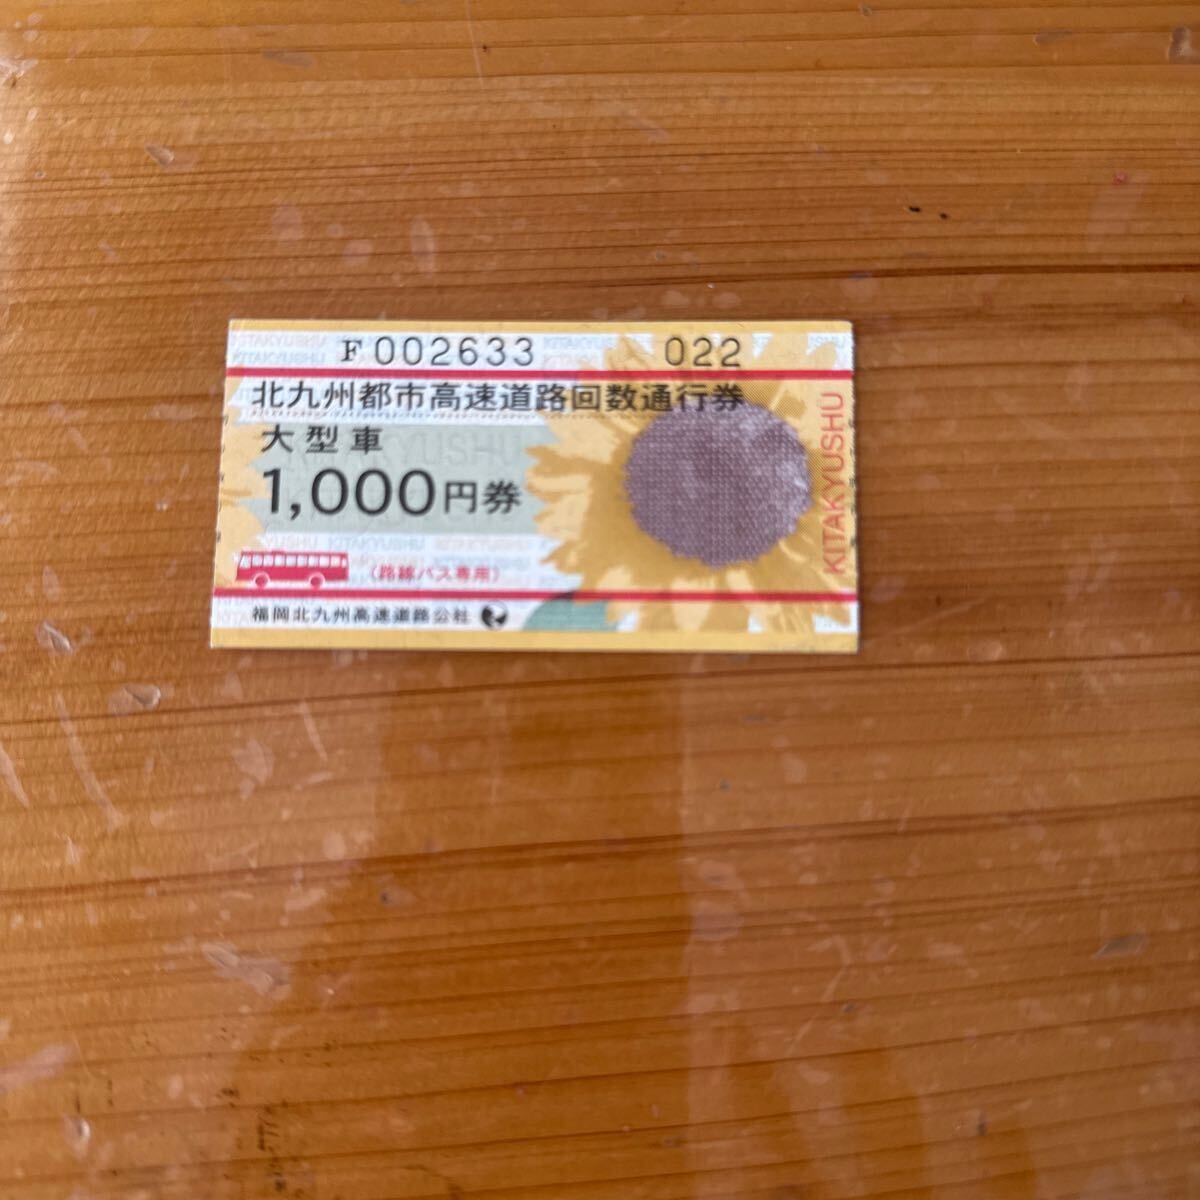 F 002633 022
北九州都市高速道路回数通行券
大型車
1,000円券
(路線バス専用)
福岡北九州高速道路公社
KITAKYUSHU